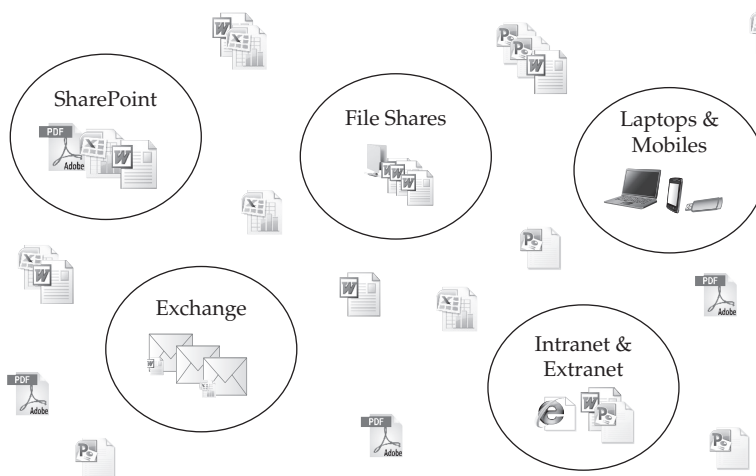 SharePoint
PDF
Adobe
File Shares
Laptops &
Mobiles
Exchange
PDF
Adobe
Intranet &
Extranet
PDF
Adobe
PDF
Adobe